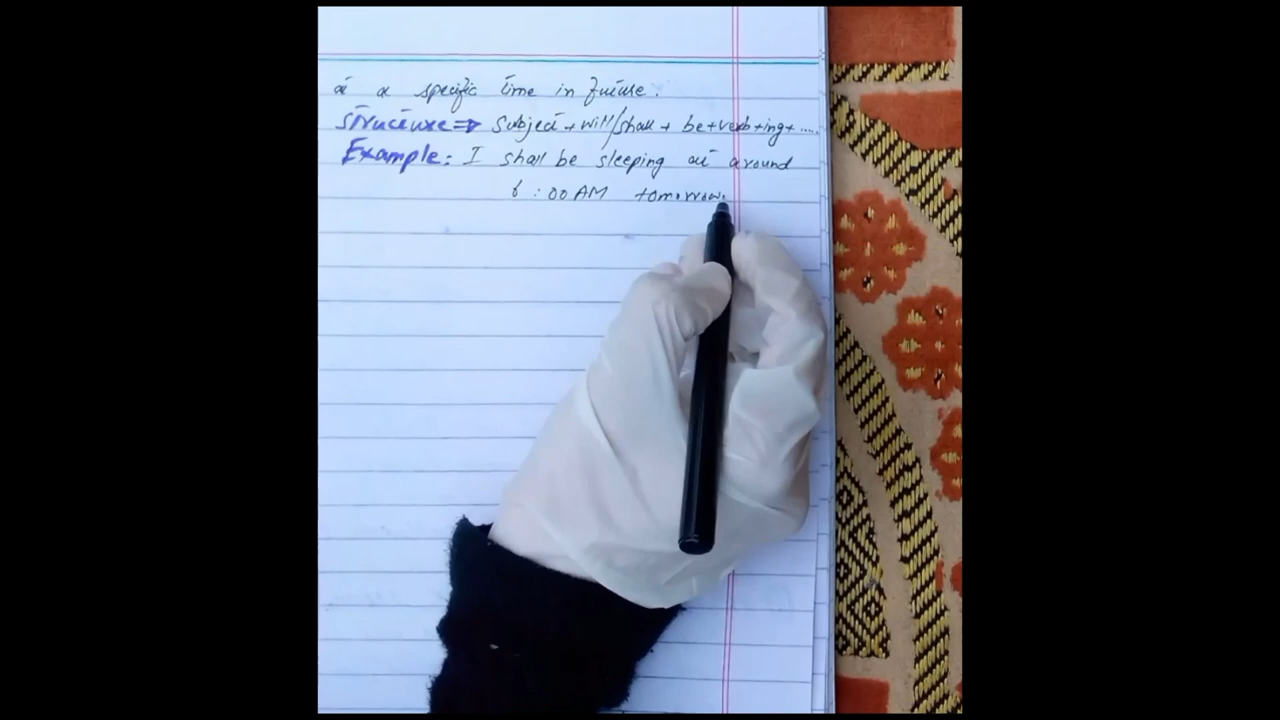 at a specific time in future.
Structure⇒ Subject + will/shall + be+verb+ing+ ....
Example: I shall be sleeping at around
6:00 AM tomorrow.